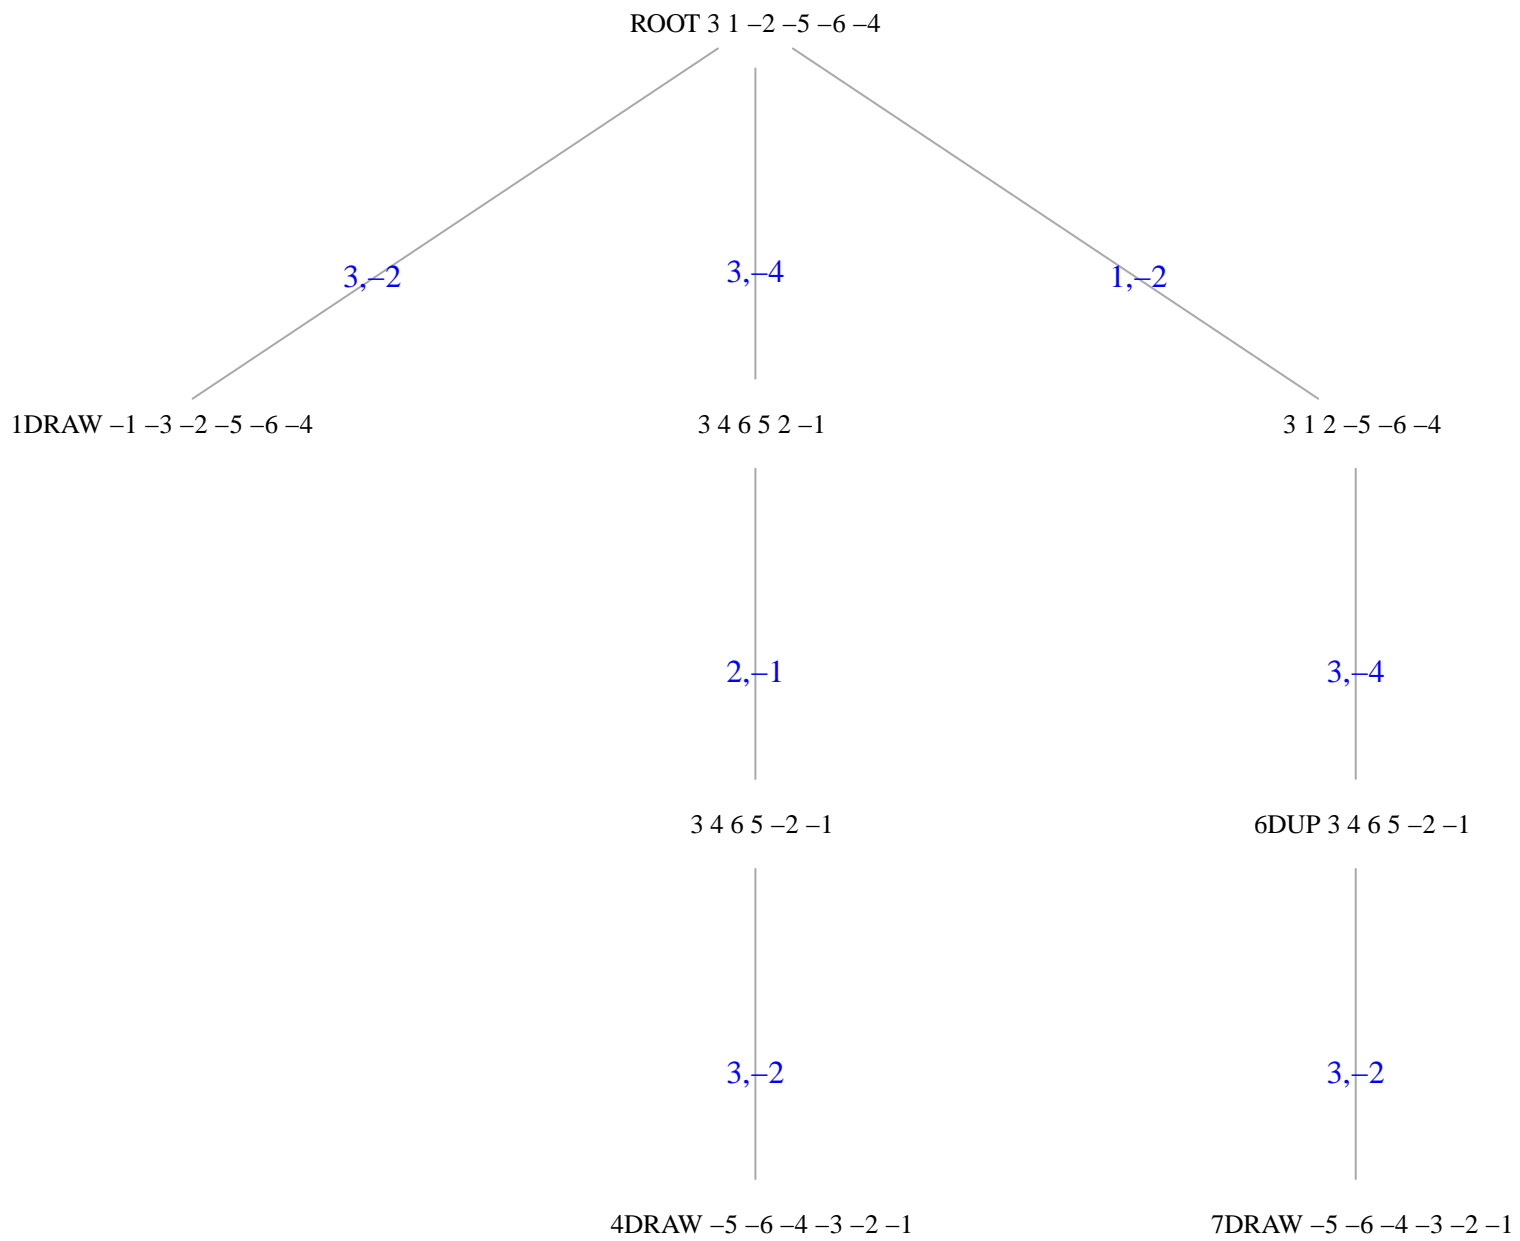 ROOT 3 1 –2 –5 –6 –4
3,–2
3,–4
1,–2
1DRAW –1 –3 –2 –5 –6 –4
3 4 6 5 2 –1
3 1 2 –5 –6 –4
2,–1
3,–4
3 4 6 5 –2 –1
6DUP 3 4 6 5 –2 –1
3,–2
3,–2
4DRAW –5 –6 –4 –3 –2 –1
7DRAW –5 –6 –4 –3 –2 –1